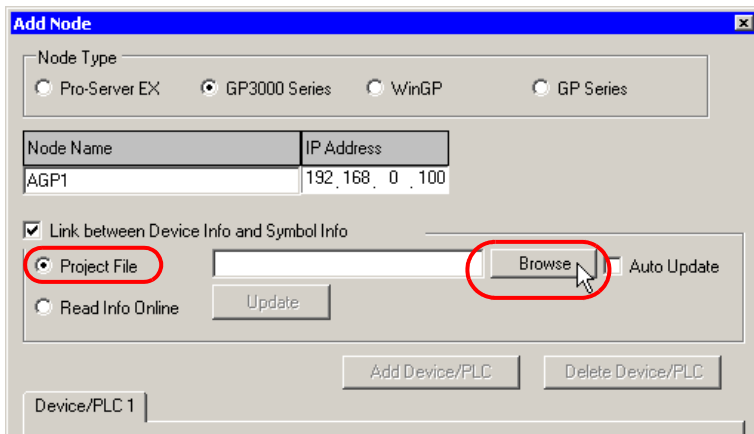 Add Node
Node Type
Pro-Server EX GP3000 Series WinGP GP Series
Node Name IP Address
AGP1 192.168. 0 .100
Link between Device Info and Symbol Info
Project File Browse Auto Update
Read Info Online Update
Add Device/PLC Delete Device/PLC
Device/PLC 1